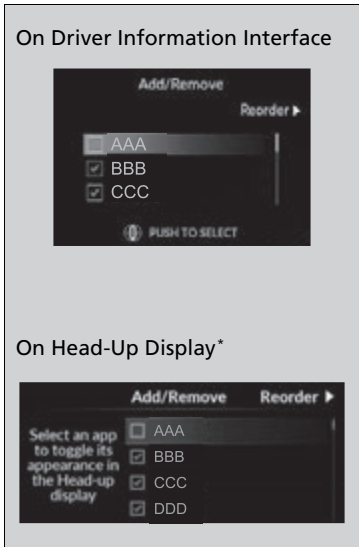 On Driver Information Interface
Add/Remove
Reorder ▶
AAA
BBB
CCC
PUSH TO SELECT
On Head-Up Display*
Add/Remove Reorder ▶
Select an app
to toggle its
appearance in
the Head-up
display
AAA
BBB
CCC
DDD